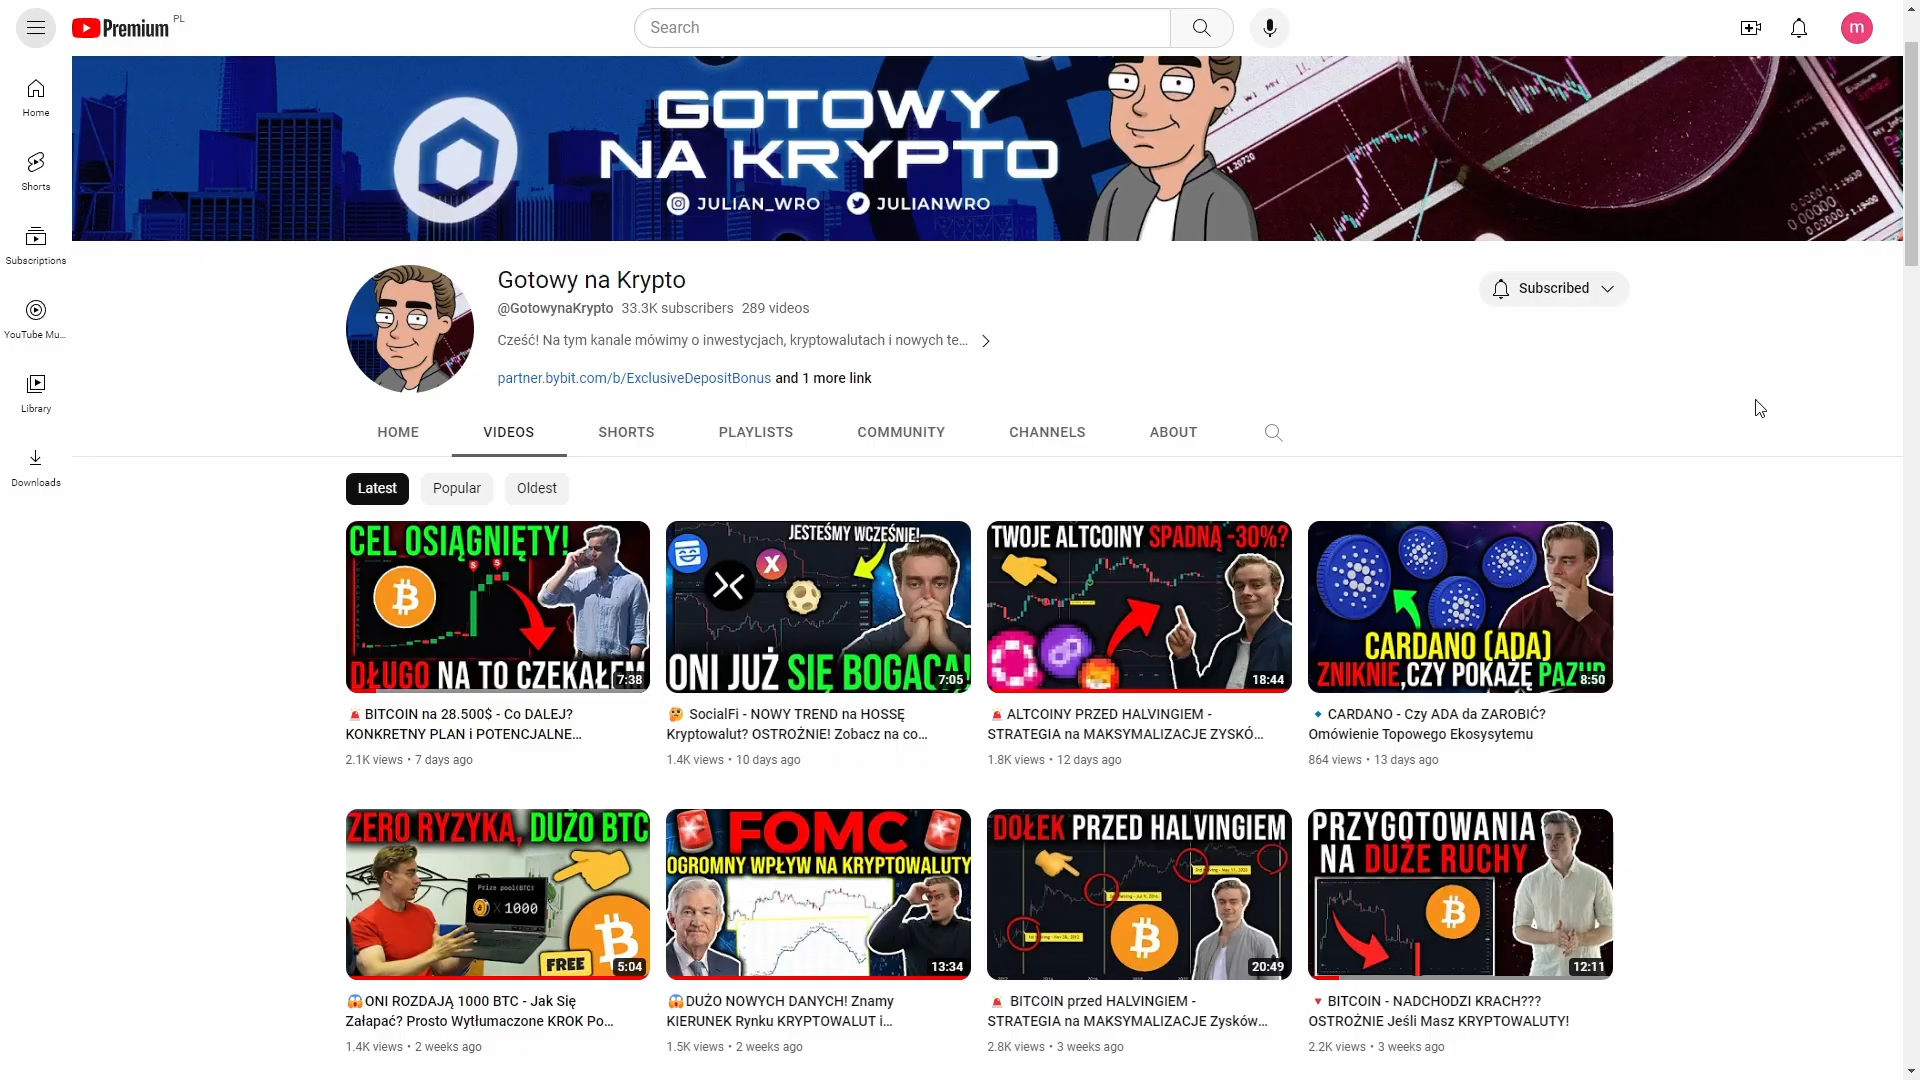 Premium PL
Search
m
Home
Shorts
Subscriptions
YouTube Mu...
Library
Downloads
GOTOWY
NA KRYPTO
JULIAN_WRO JULIANWRO
Gotowy na Krypto
@GotowynaKrypto 33.3K subscribers 289 videos
Cześć! Na tym kanale mówimy o inwestycjach, kryptowalutach i nowych te...
partner.bybit.com/b/ExclusiveDepositBonus and 1 more link
Subscribed
HOME VIDEOS SHORTS PLAYLISTS COMMUNITY CHANNELS ABOUT
Latest Popular Oldest
CEL OSIĄGNIĘTY!
DŁUGO NA TO CZEKAŁEM
7:38
BITCOIN na 28.500$ - Co DALEJ?
KONKRETNY PLAN i POTENCJALNE...
2.1K views • 7 days ago
JESTEŚMY WCZEŚNIE!
ONI JUŻ SIĘ BOGACĄ!
7:05
SocialFi - NOWY TREND na HOSSĘ
Kryptowalut? OSTROŻNIE! Zobacz na co...
1.4K views • 10 days ago
TWOJE ALTCOINY SPADNĄ -30%?
18:44
ALTCOINY PRZED HALVINGIEM -
STRATEGIA na MAKSYMALIZACJE ZYSKÓ...
1.8K views • 12 days ago
CARDANO (ADA)
ZNIKNIE,CZY POKAŻĘ PAZUR
8:50
CARDANO - Czy ADA da ZAROBIĆ?
Omówienie Topowego Ekosysytemu
864 views • 13 days ago
ZERO RYZYKA, DUŻO BTC
Prize pool(BTC)
X 1000
FREE
5:04
ONI ROZDAJĄ 1000 BTC - Jak Się
Załapać? Prosto Wytłumaczone KROK Po...
1.4K views • 2 weeks ago
FOMC
OGROMNY WPŁYW NA KRYPTOWALUTY
13:34
DUŻO NOWYCH DANYCH! Znamy
KIERUNEK Rynku KRYPTOWALUT i...
1.5K views • 2 weeks ago
DOŁEK PRZED HALVINGIEM
20:49
BITCOIN przed HALVINGIEM -
STRATEGIA na MAKSYMALIZACJE Zysków...
2.8K views • 3 weeks ago
PRZYGOTOWANIA
NA DUŻE RUCHY
12:11
BITCOIN - NADCHODZI KRACH???
OSTROŻNIE Jeśli Masz KRYPTOWALUTY!
2.2K views • 3 weeks ago